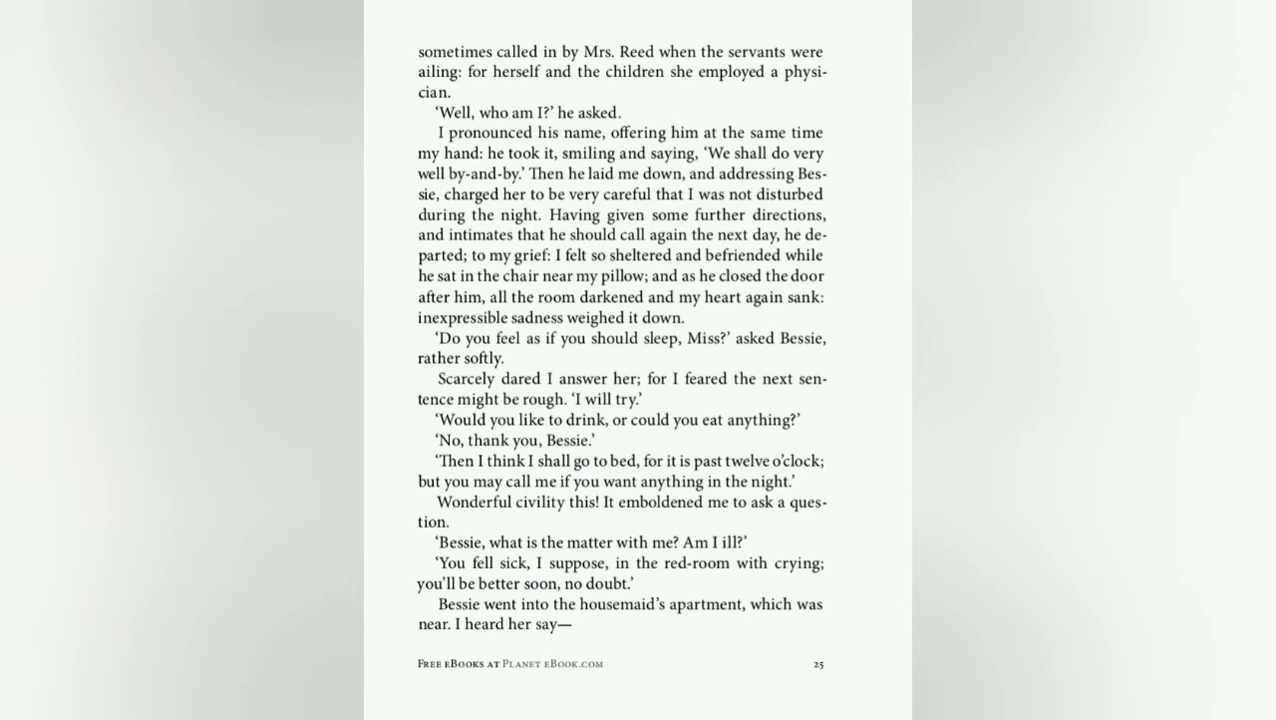 sometimes called in by Mrs. Reed when the servants were
ailing: for herself and the children she employed a physi-
cian.
‘Well, who am I?’ he asked.
I pronounced his name, offering him at the same time
my hand: he took it, smiling and saying, ‘We shall do very
well by-and-by.’ Then he laid me down, and addressing Bes-
sie, charged her to be very careful that I was not disturbed
during the night. Having given some further directions,
and intimates that he should call again the next day, he de-
parted; to my grief: I felt so sheltered and befriended while
he sat in the chair near my pillow; and as he closed the door
after him, all the room darkened and my heart again sank:
inexpressible sadness weighed it down.
‘Do you feel as if you should sleep, Miss?’ asked Bessie,
rather softly.
Scarcely dared I answer her; for I feared the next sen-
tence might be rough. ‘I will try.’
‘Would you like to drink, or could you eat anything?’
‘No, thank you, Bessie.’
‘Then I think I shall go to bed, for it is past twelve o’clock;
but you may call me if you want anything in the night.’
Wonderful civility this! It emboldened me to ask a ques-
tion.
‘Bessie, what is the matter with me? Am I ill?’
‘You fell sick, I suppose, in the red-room with crying;
you’ll be better soon, no doubt.’
Bessie went into the housemaid’s apartment, which was
near. I heard her say—
Free eBooks at Planet eBook.com 25